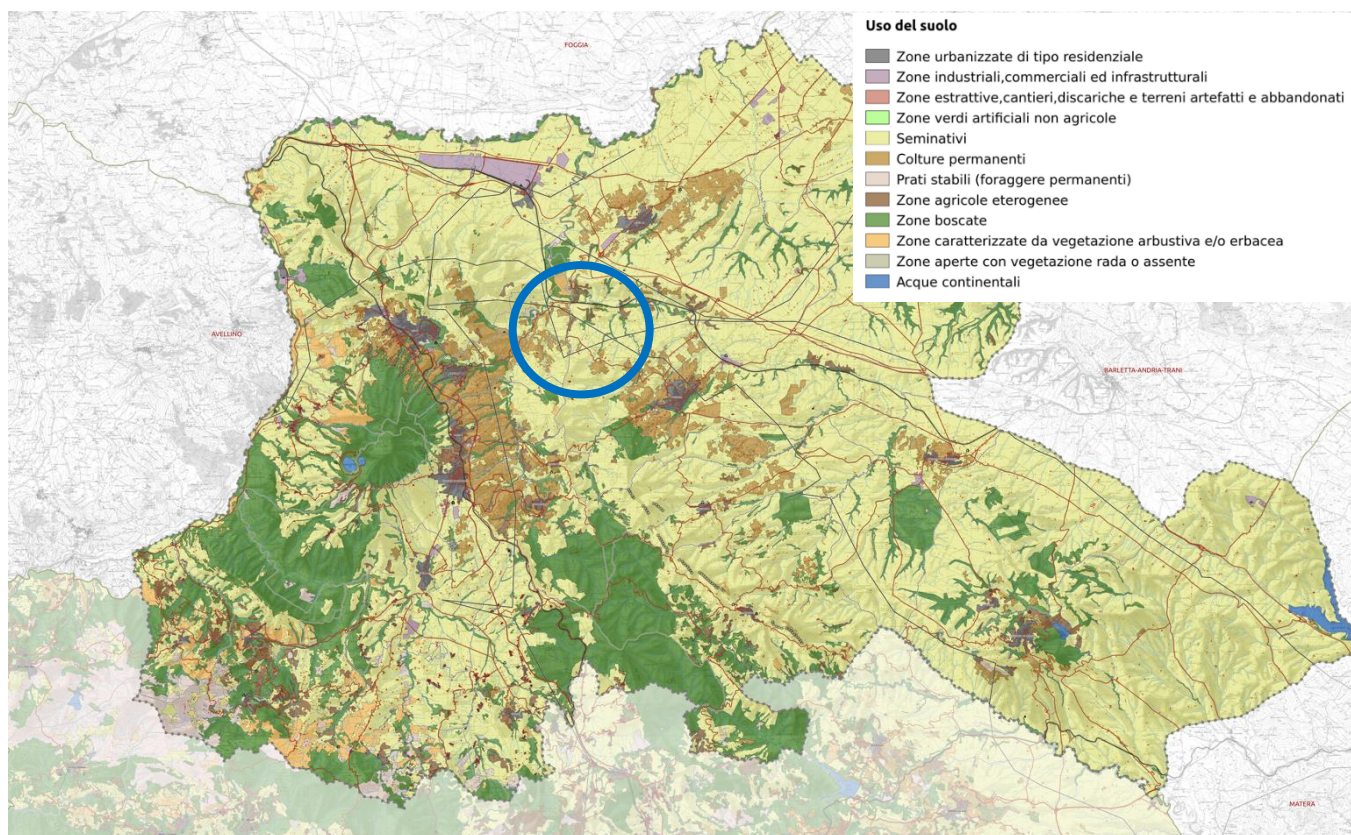 Uso del suolo
Zone urbanizzate di tipo residenziale
Zone industriali,commerciali ed infrastrutturali
Zone estrattive,cantieri,discariche e terreni artefatti e abbandonati
Zone verdi artificiali non agricole
Seminativi
Colture permanenti
Prati stabili (foraggere permanenti)
Zone agricole eterogenee
Zone boscate
Zone caratterizzate da vegetazione arbustiva e/o erbacea
Zone aperte con vegetazione rada o assente
Acque continentali
FOGGIA
AVELLINO
BARLETTA-ANDRIA-TRANI
MATERA